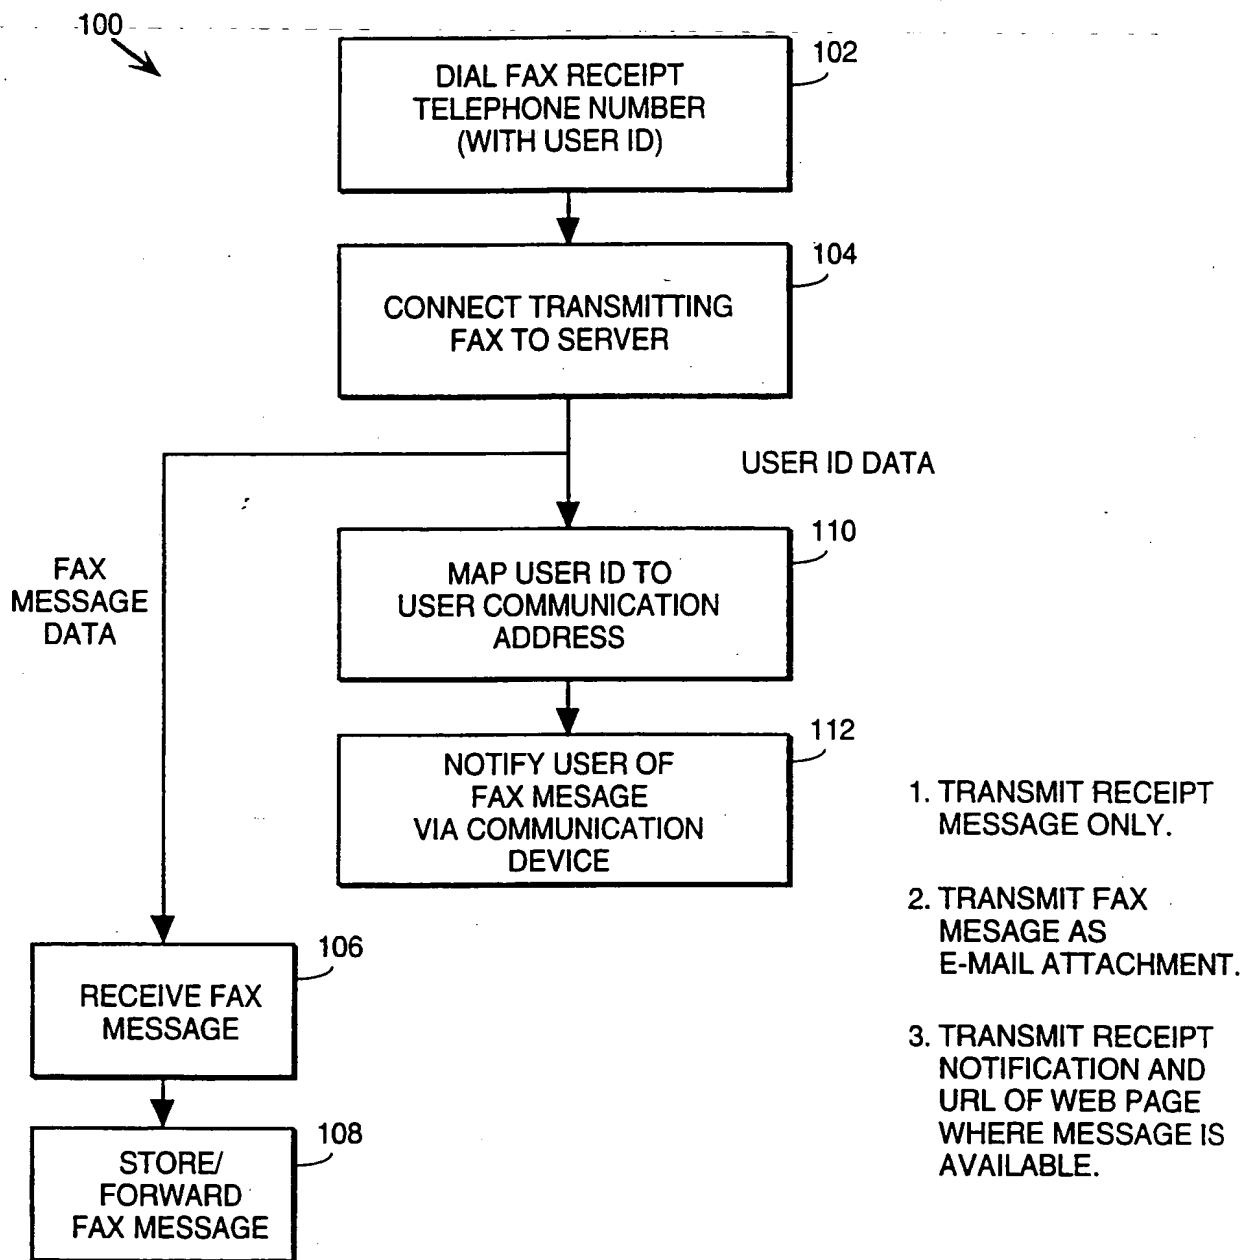 100
102
DIAL FAX RECEIPT
TELEPHONE NUMBER
(WITH USER ID)
104
CONNECT TRANSMITTING
FAX TO SERVER
USER ID DATA
FAX
MESSAGE
DATA
110
MAP USER ID TO
USER COMMUNICATION
ADDRESS
112
NOTIFY USER OF
FAX MESAGE
VIA COMMUNICATION
DEVICE
106
RECEIVE FAX
MESSAGE
108
STORE/
FORWARD
FAX MESSAGE
1. TRANSMIT RECEIPT
MESSAGE ONLY.
2. TRANSMIT FAX
MESAGE AS
E-MAIL ATTACHMENT.
3. TRANSMIT RECEIPT
NOTIFICATION AND
URL OF WEB PAGE
WHERE MESSAGE IS
AVAILABLE.